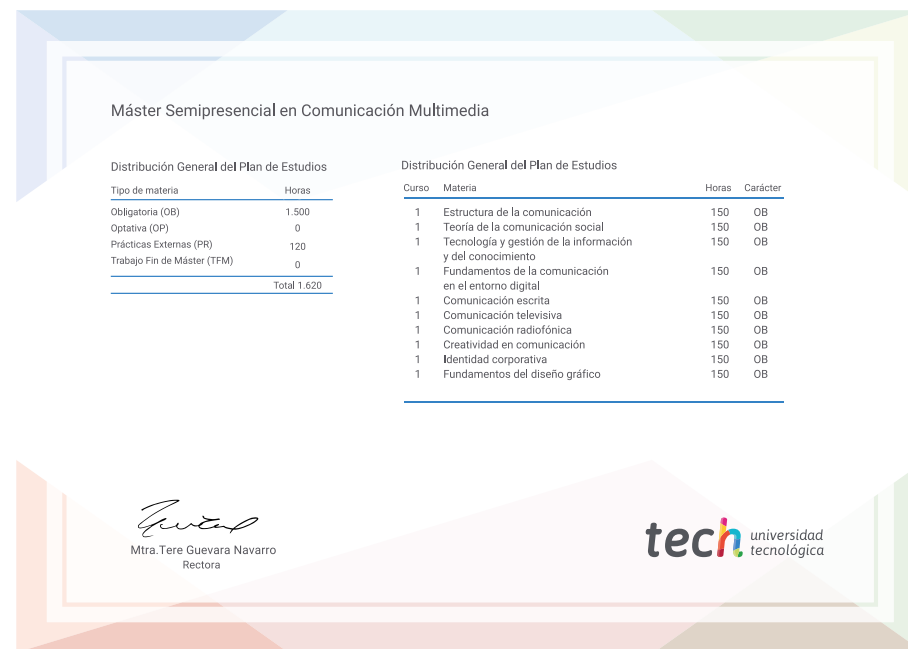 Máster Semipresencial en Comunicación Multimedia
Distribución General del Plan de Estudios
Tipo de materia Horas
Obligatoria (OB) 1.500
Optativa (OP) 0
Prácticas Externas (PR) 120
Trabajo Fin de Máster (TFM) 0
Total 1.620
Distribución General del Plan de Estudios
Curso Materia Horas Carácter
1 Estructura de la comunicación 150 OB
1 Teoría de la comunicación social 150 OB
1 Tecnología y gestión de la información 150 OB
y del conocimiento
1 Fundamentos de la comunicación 150 OB
en el entorno digital
1 Comunicación escrita 150 OB
1 Comunicación televisiva 150 OB
1 Comunicación radiofónica 150 OB
1 Creatividad en comunicación 150 OB
1 Identidad corporativa 150 OB
1 Fundamentos del diseño gráfico 150 OB
Mtra.Tere Guevara Navarro
Rectora
tech universidad
tecnológica